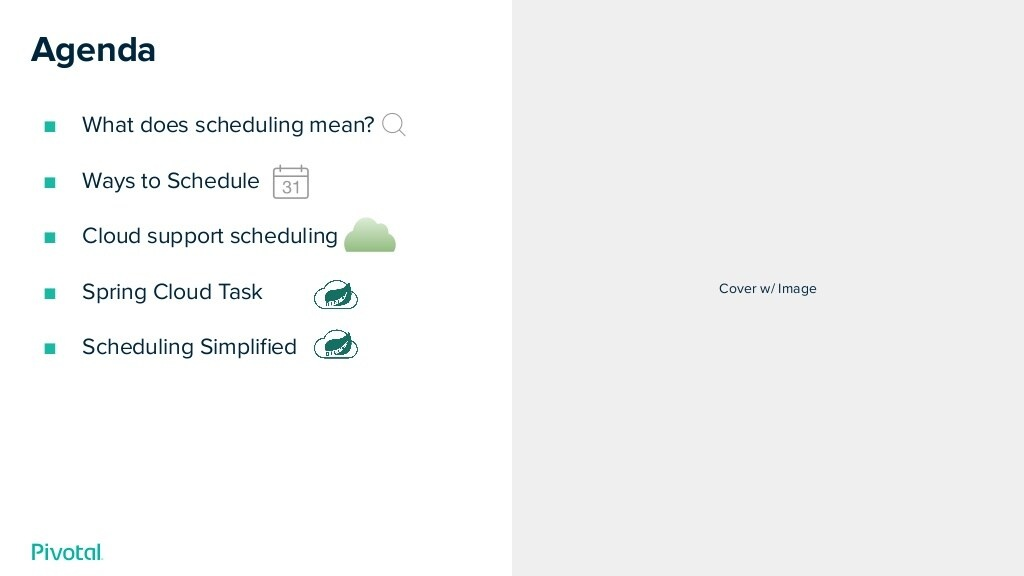 Agenda
What does scheduling mean?
Ways to Schedule
31
Cloud support scheduling
Spring Cloud Task
Scheduling Simplified
Cover w/ Image
Pivotal